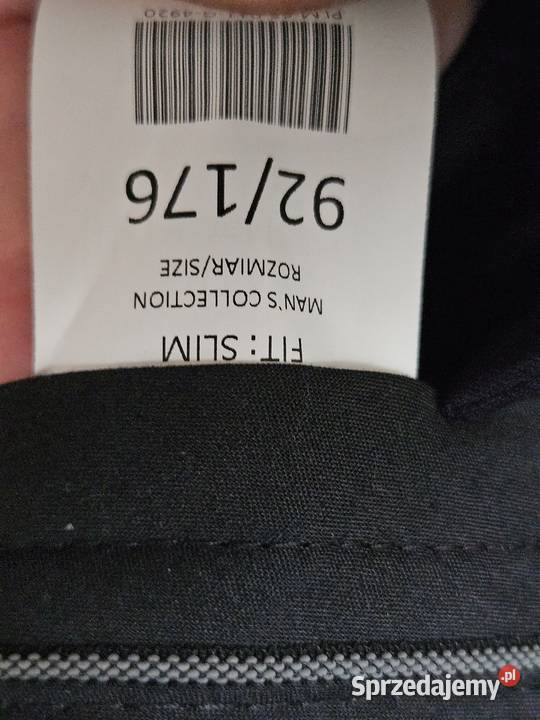 FIT: SLIM
MAN`S COLLECTION
ROZMIAR/SIZE
92/176
Sprzedajemy.pl